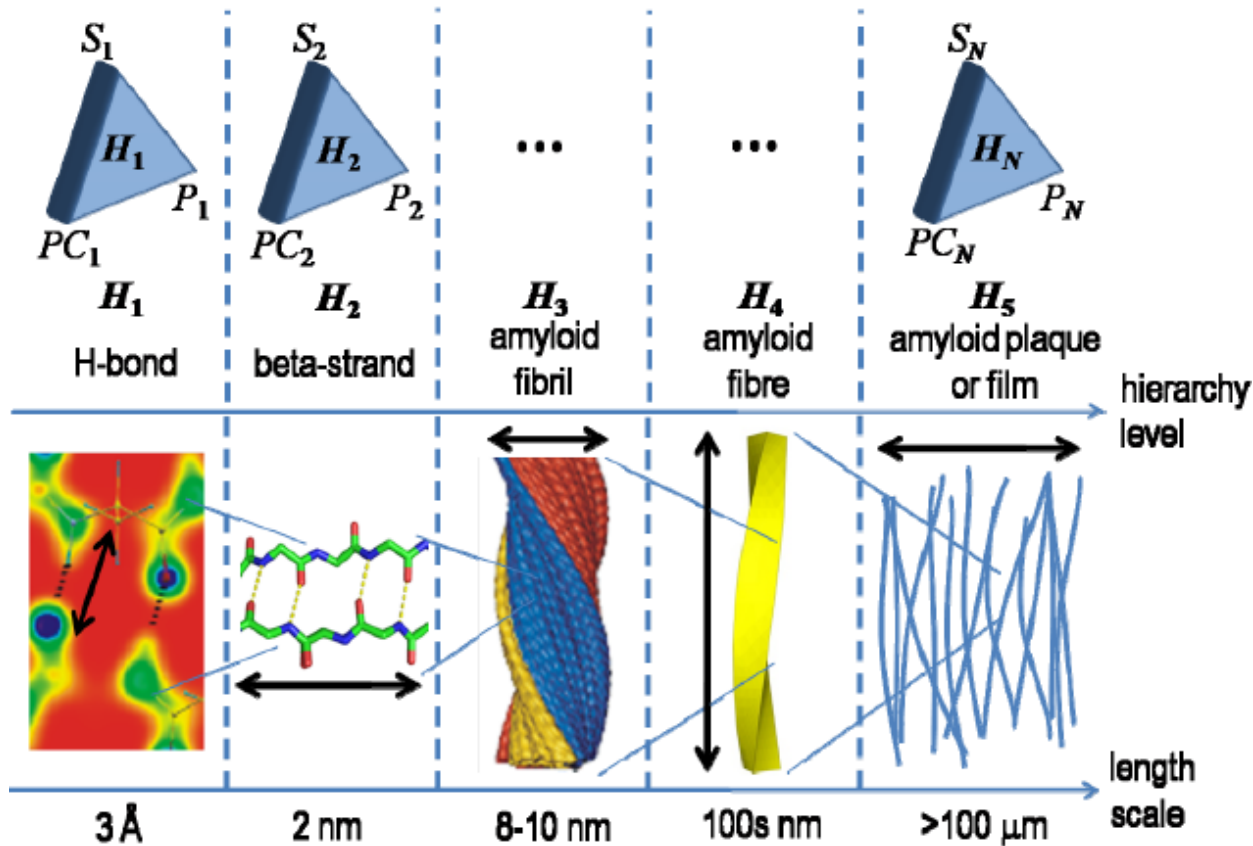 S1 S2 SN
H1 H2 ... ... HN
P1 P2 PN
PC1 PC2 PCN
H1 H2 H3 H4 H5
H-bond beta-strand amyloid fibril amyloid fibre amyloid plaque or film
hierarchy
level
length
scale
3 Å 2 nm 8-10 nm 100s nm >100 μm